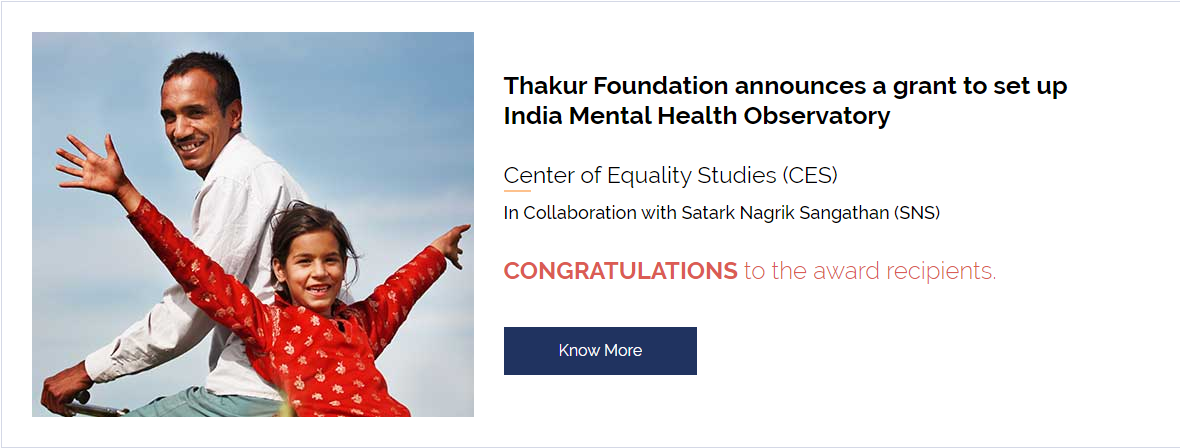 Thakur Foundation announces a grant to set up
India Mental Health Observatory
Center of Equality Studies (CES)
In Collaboration with Satark Nagrik Sangathan (SNS)
CONGRATULATIONS to the award recipients.
Know More